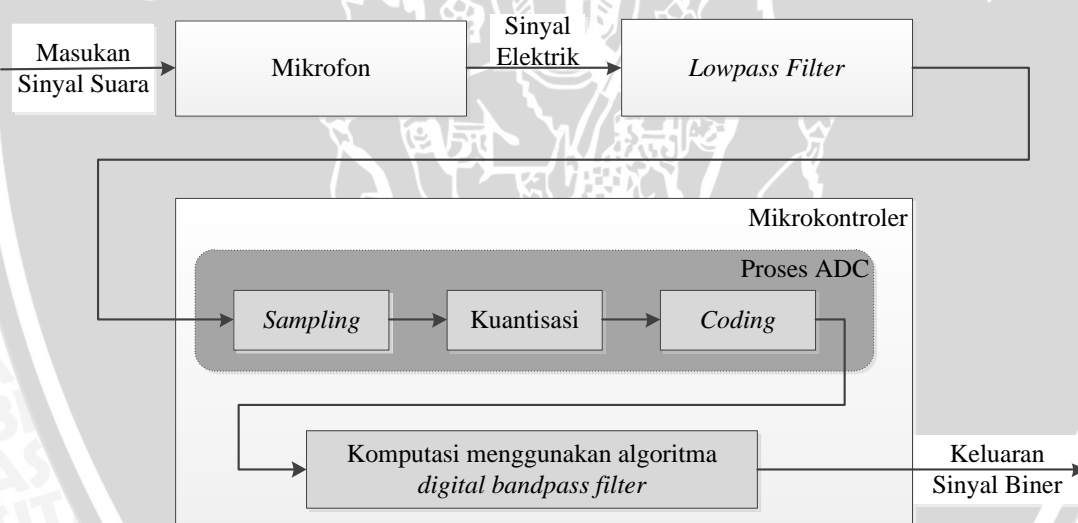 Masukan
Sinyal Suara
Mikrofon
Sinyal
Elektrik
Lowpass Filter
Mikrokontroler
Proses ADC
Sampling
Kuantisasi
Coding
Komputasi menggunakan algoritma
digital bandpass filter
Keluaran
Sinyal Biner